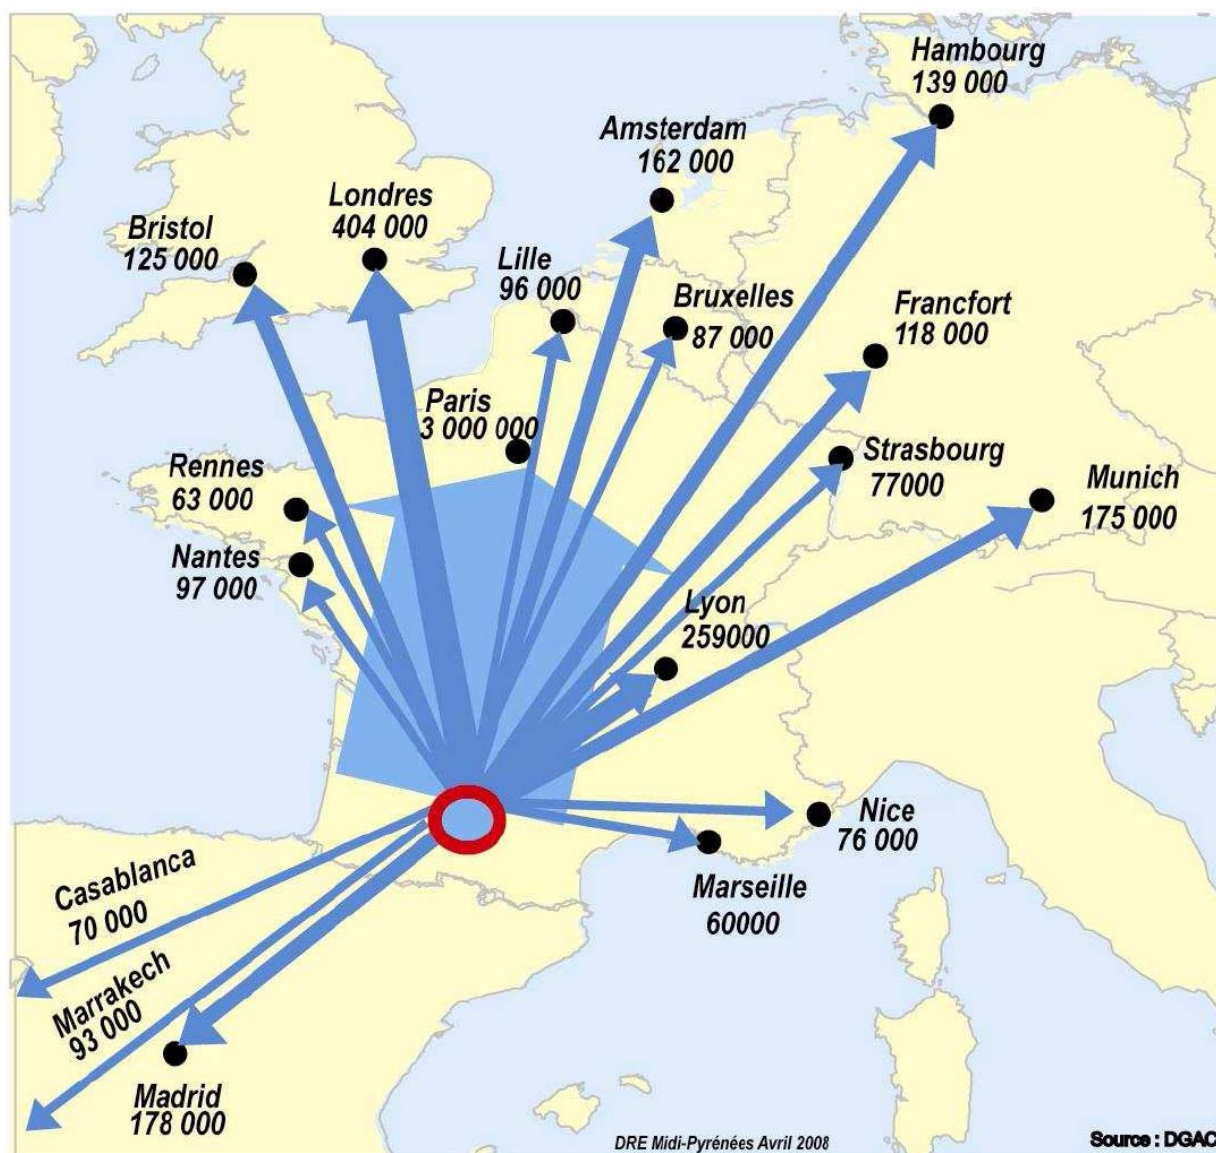 Hambourg
139 000
Amsterdam
162 000
Londres
404 000
Bristol
125 000
Lille
96 000
Bruxelles
87 000
Francfort
118 000
Paris
3 000 000
Strasbourg
77000
Rennes
63 000
Munich
175 000
Nantes
97 000
Lyon
259000
Nice
76 000
Marseille
60000
Casablanca
70 000
Marrakech
93 000
Madrid
178 000
DRE Midi-Pyrénées Avril 2008
Source : DGAC